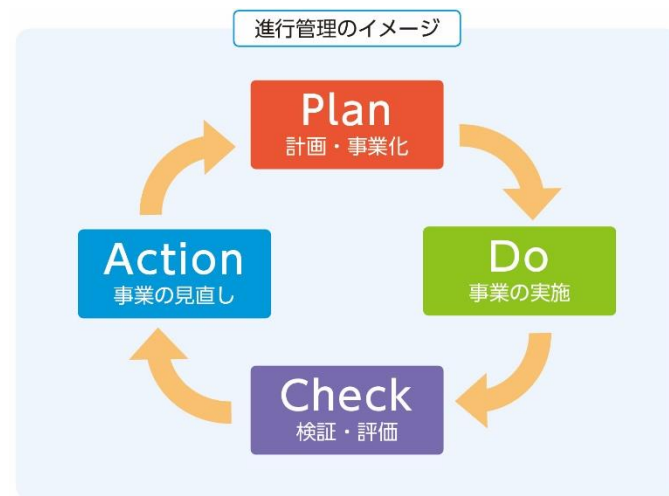 進行管理のイメージ
Plan
計画・事業化
Do
事業の実施
Check
検証・評価
Action
事業の見直し